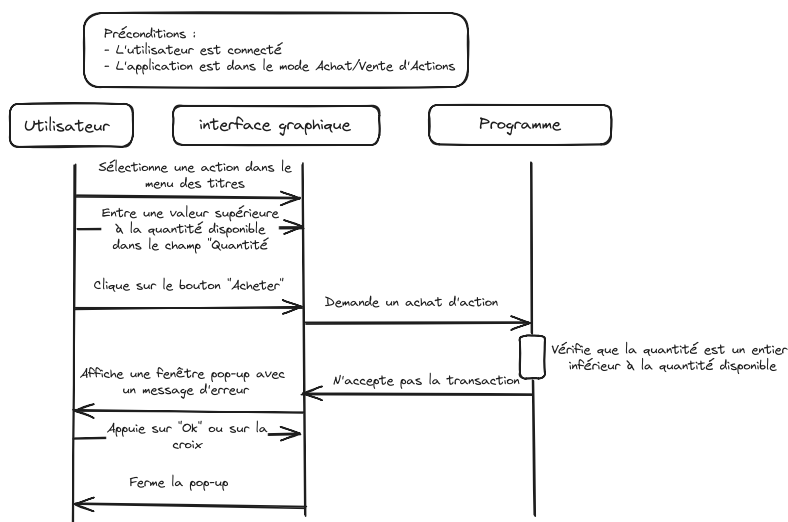 Préconditions :
- L'utilisateur est connecté
- L'application est dans le mode Achat/Vente d'Actions
Utilisateur
interface graphique
Programme
Sélectionne une action dans le
menu des titres
Entre une valeur supérieure
à la quantité disponible
dans le champ "Quantité
Clique sur le bouton "Acheter"
Demande un achat d'action
Vérifie que la quantité est un entier
inférieur à la quantité disponible
N'accepte pas la transaction
Affiche une fenêtre pop-up avec
un message d'erreur
Appuie sur "Ok" ou sur la
croix
Ferme la pop-up